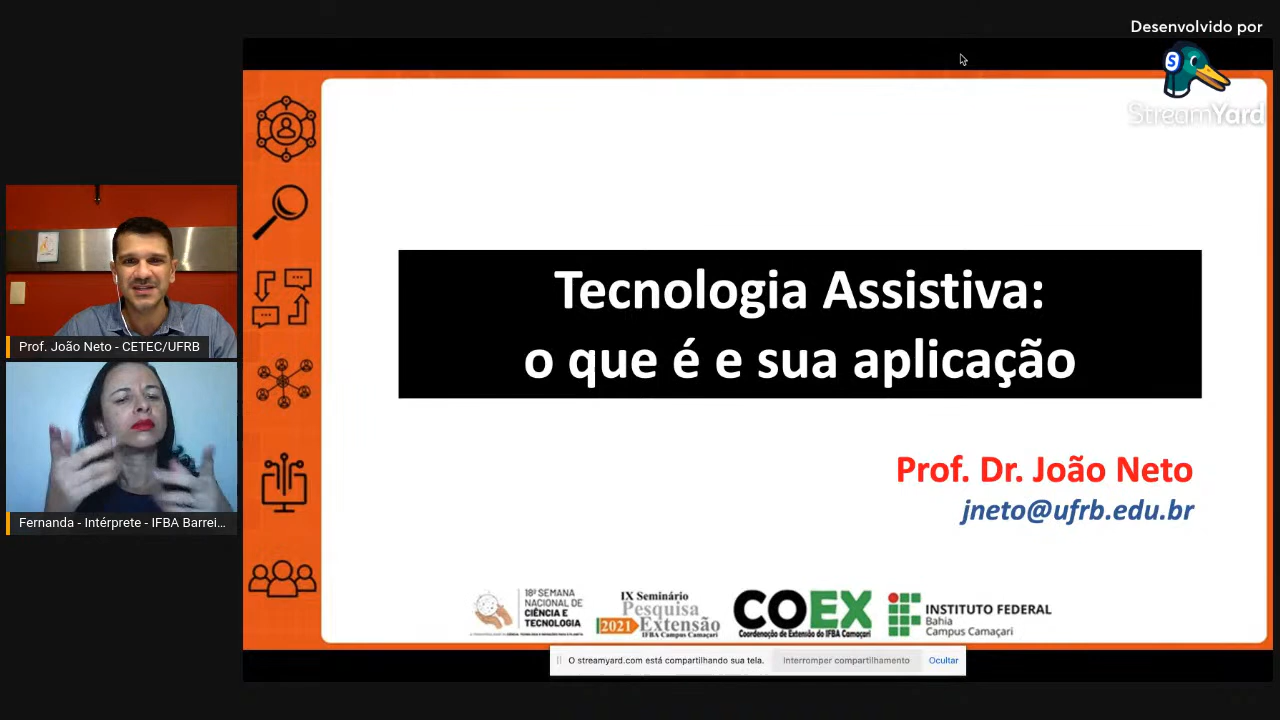 Desenvolvido por
StreamYard
Tecnologia Assistiva:
o que é e sua aplicação
Prof. Dr. João Neto
jneto@ufrb.edu.br
Prof. João Neto - CETEC/UFRB
Fernanda - Intérprete - IFBA Barrei...
18ª SEMANA
NACIONAL DE
CIÊNCIA E
TECNOLOGIA
IX Seminário
Pesquisa
2021 Extensão
IFBA Campus Camaçari
COEX
Coordenação de Extensão do IFBA Camaçari
INSTITUTO FEDERAL
Bahia
Campus Camaçari
O streamyard.com está compartilhando sua tela.
Interromper compartilhamento
Ocultar